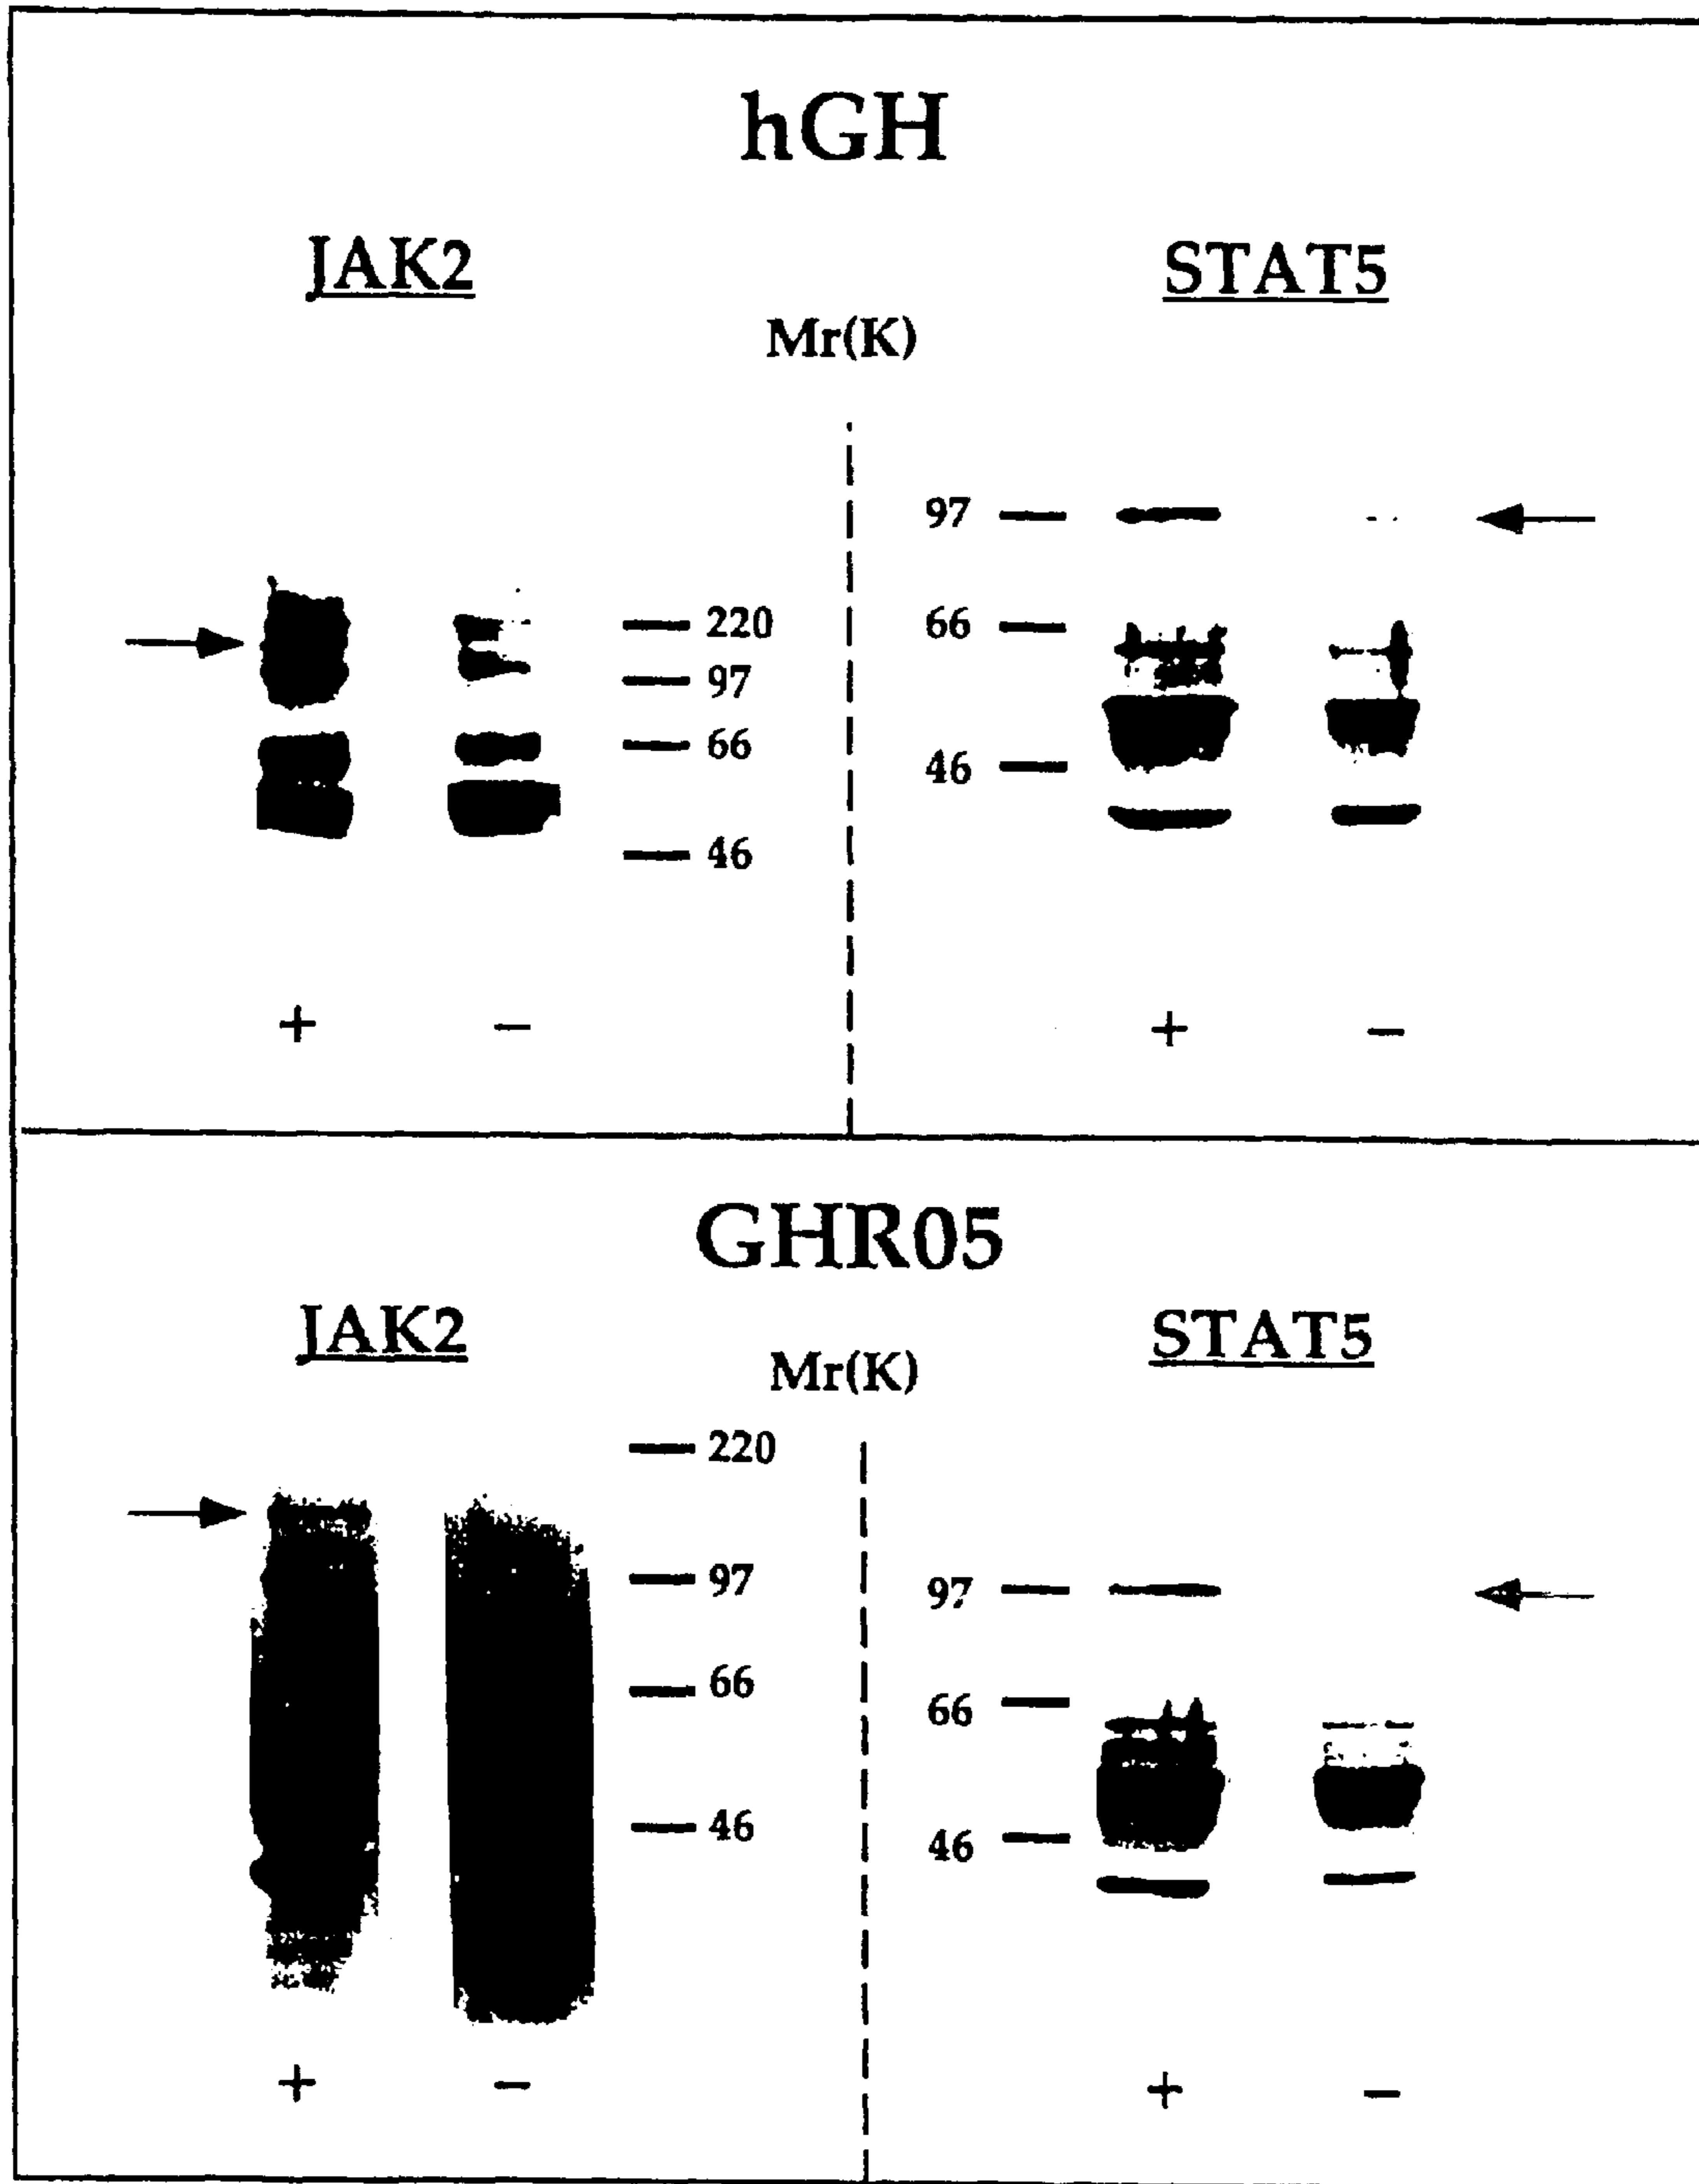 hGH
JAK2 STAT5
Mr(K)
97
220 66
97
66
46
46
+ − + −
GHR05
JAK2 STAT5
Mr(K)
220
97 97
66 66
46 46
+ − + −